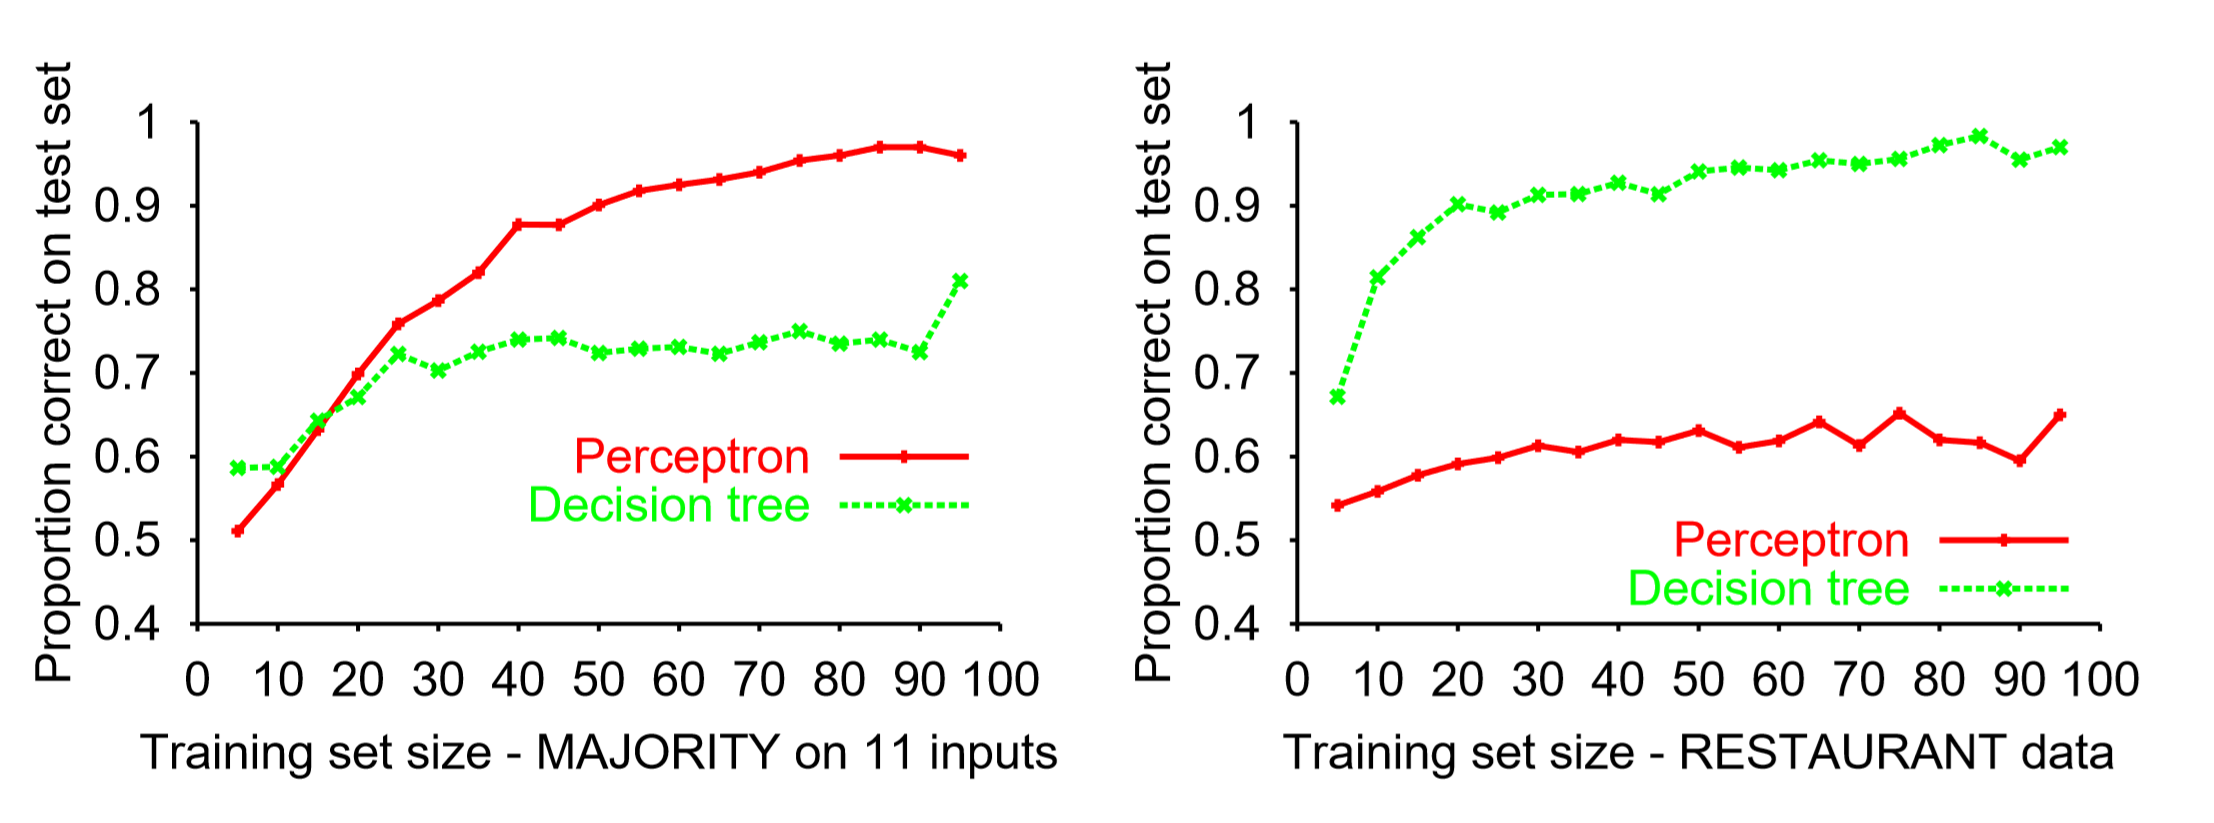 Proportion correct on test set
1
0.9
0.8
0.7
0.6
0.5
0.4
Perceptron
Decision tree
0 10 20 30 40 50 60 70 80 90 100
Training set size - MAJORITY on 11 inputs
Proportion correct on test set
1
0.9
0.8
0.7
0.6
0.5
0.4
Perceptron
Decision tree
0 10 20 30 40 50 60 70 80 90 100
Training set size - RESTAURANT data